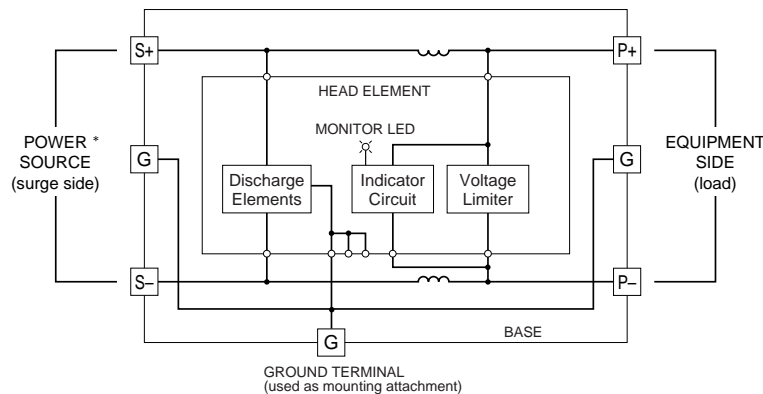 S+
P+
HEAD ELEMENT
MONITOR LED
POWER *
SOURCE
(surge side)
G
Discharge
Elements
Indicator
Circuit
Voltage
Limiter
G
EQUIPMENT
SIDE
(load)
S–
P–
G
BASE
GROUND TERMINAL
(used as mounting attachment)